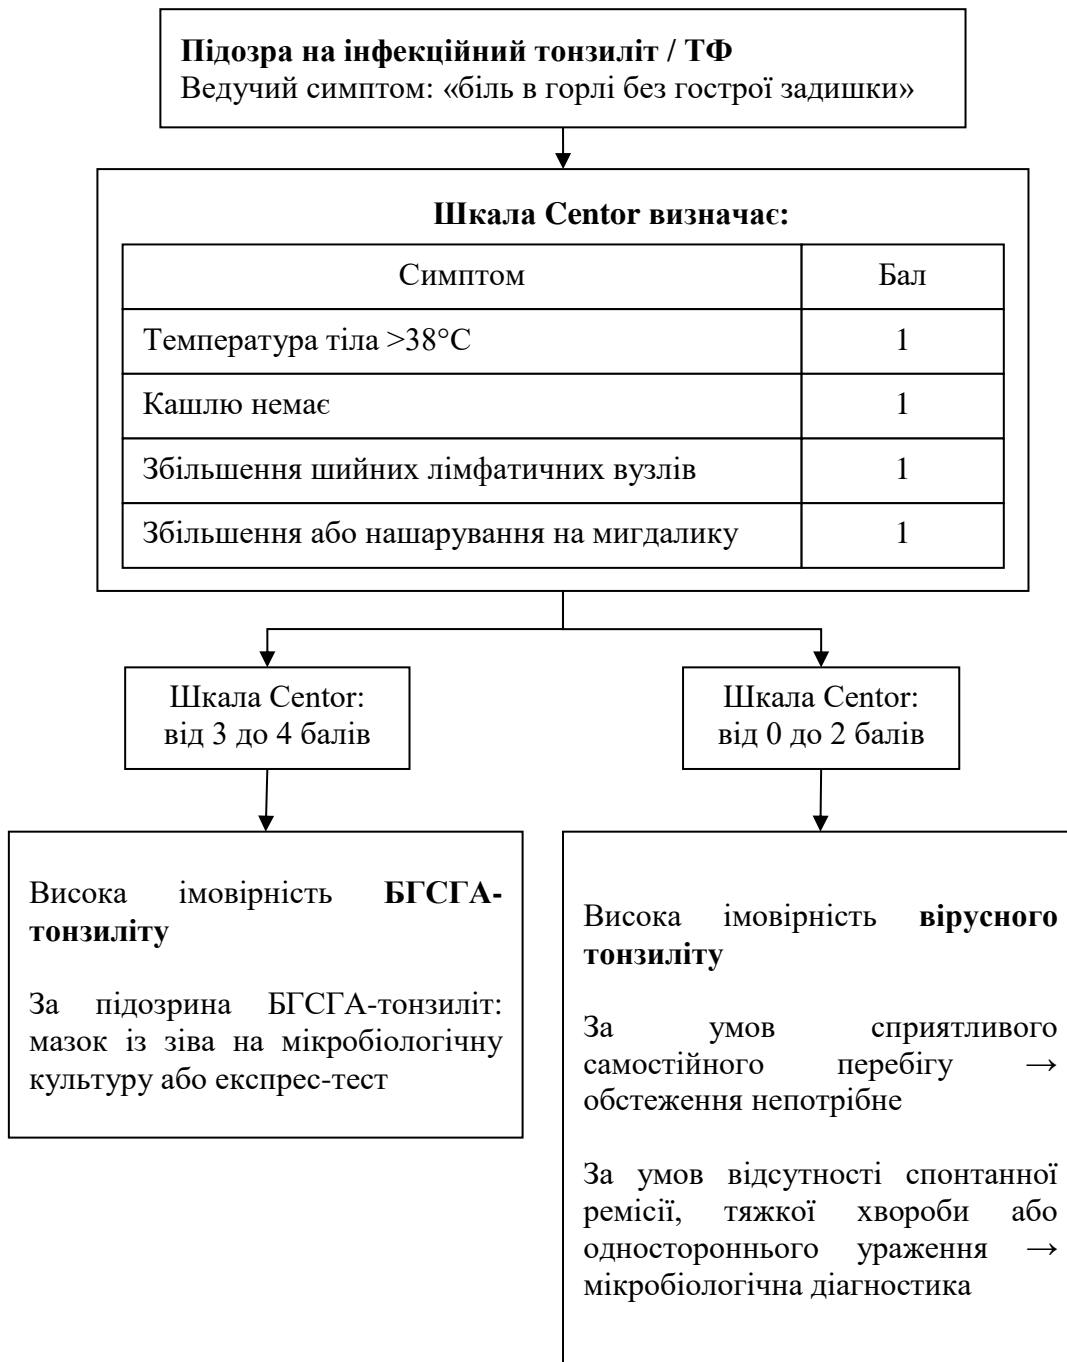 Підозра на інфекційний тонзиліт / ТФ
Ведучий симптом: «біль в горлі без гострої задишки»
Шкала Centor визначає:
Симптом Бал
Температура тіла >38°C 1
Кашлю немає 1
Збільшення шийних лімфатичних вузлів 1
Збільшення або нашарування на мигдалику 1
Шкала Centor:
від 3 до 4 балів
Шкала Centor:
від 0 до 2 балів
Висока імовірність БГСГА-
тонзиліту
За підозрина БГСГА-тонзиліт:
мазок із зіва на мікробіологічну
культуру або експрес-тест
Висока імовірність вірусного
тонзиліту
За умов сприятливого
самостійного перебігу →
обстеження непотрібне
За умов відсутності спонтанної
ремісії, тяжкої хвороби або
одностороннього ураження →
мікробіологічна діагностика